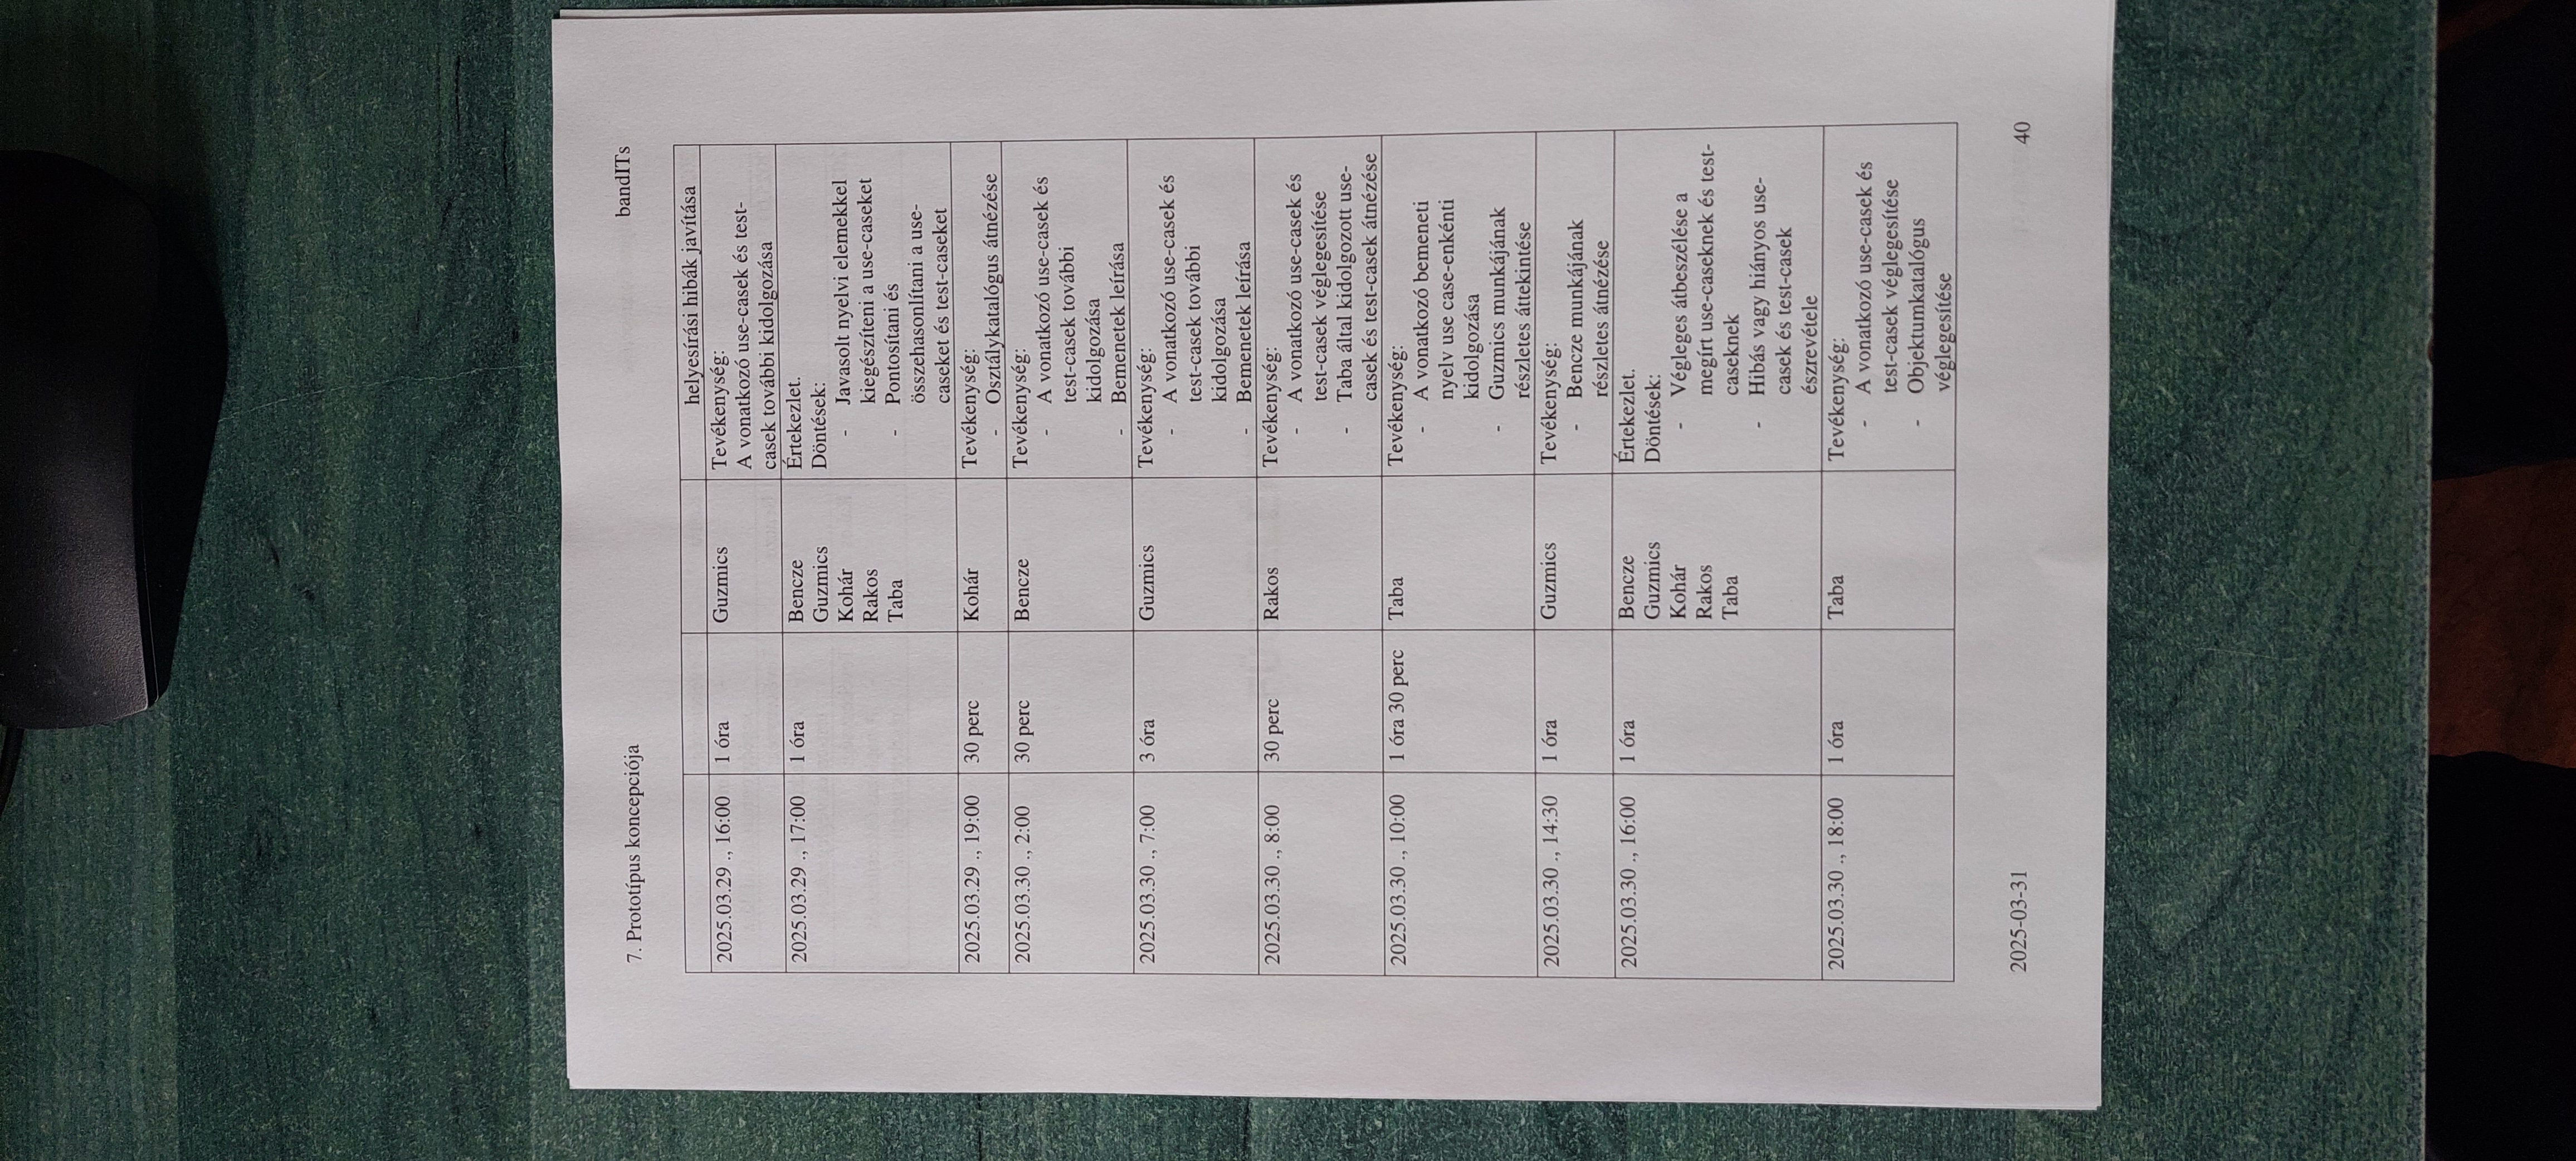 7. Prototípus koncepciója bandITs
helyesírási hibák javítása
2025.03.29 ., 16:00 1 óra Guzmics Tevékenység:
A vonatkozó use-casek és test-
casek további kidolgozása
2025.03.29 ., 17:00 1 óra Bencze Értekezlet.
Guzmics Döntések:
Kohár - Javasolt nyelvi elemekkel
Rakos kiegészíteni a use-caseket
Taba - Pontosítani és
összehasonlítani a use-
caseket és test-caseket
2025.03.29 ., 19:00 30 perc Kohár Tevékenység:
- Osztálykatalógus átnézése
2025.03.30 ., 2:00 30 perc Bencze Tevékenység:
- A vonatkozó use-casek és
test-casek további
kidolgozása
- Bemenetek leírása
2025.03.30 ., 7:00 3 óra Guzmics Tevékenység:
- A vonatkozó use-casek és
test-casek további
kidolgozása
- Bemenetek leírása
2025.03.30 ., 8:00 30 perc Rakos Tevékenység:
- A vonatkozó use-casek és
test-casek véglegesítése
- Taba által kidolgozott use-
casek és test-casek átnézése
2025.03.30 ., 10:00 1 óra 30 perc Taba Tevékenység:
- A vonatkozó bemeneti
nyelv use case-enkénti
kidolgozása
- Guzmics munkájának
részletes áttekintése
2025.03.30 ., 14:30 1 óra Guzmics Tevékenység:
- Bencze munkájának
részletes átnézése
2025.03.30 ., 16:00 1 óra Bencze Értekezlet.
Guzmics Döntések:
Kohár - Végleges átbeszélése a
Rakos megírt use-caseknek és test-
Taba caseknek
- Hibás vagy hiányos use-
casek és test-casek
észrevétele
2025.03.30 ., 18:00 1 óra Taba Tevékenység:
- A vonatkozó use-casek és
test-casek véglegesítése
- Objektumkatalógus
véglegesítése
2025-03-31 40